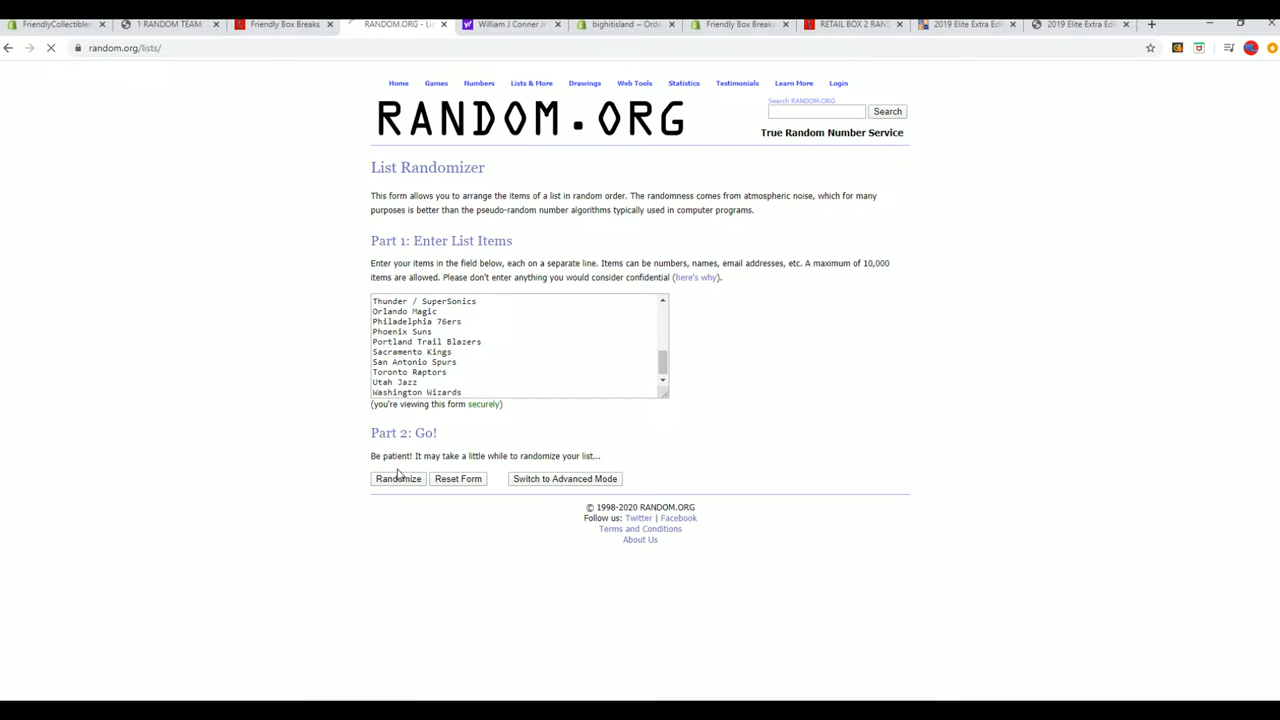 FriendlyCollectibles
1 RANDOM TEAM
Friendly Box Breaks
RANDOM.ORG - Li
William J Conner Jr
bighitisland ~ Orde
Friendly Box Breaks
RETAIL BOX 2 RAN
2019 Elite Extra Edi
2019 Elite Extra Edi
random.org/lists/
Home Games Numbers Lists & More Drawings Web Tools Statistics Testimonials Learn More Login
RANDOM.ORG
Search RANDOM.ORG
Search
True Random Number Service
List Randomizer
This form allows you to arrange the items of a list in random order. The randomness comes from atmospheric noise, which for many
purposes is better than the pseudo-random number algorithms typically used in computer programs.
Part 1: Enter List Items
Enter your items in the field below, each on a separate line. Items can be numbers, names, email addresses, etc. A maximum of 10,000
items are allowed. Please don't enter anything you would consider confidential (here's why).
Thunder / SuperSonics
Orlando Magic
Philadelphia 76ers
Phoenix Suns
Portland Trail Blazers
Sacramento Kings
San Antonio Spurs
Toronto Raptors
Utah Jazz
Washington Wizards
(you're viewing this form securely)
Part 2: Go!
Be patient! It may take a little while to randomize your list...
Randomize Reset Form Switch to Advanced Mode
© 1998-2020 RANDOM.ORG
Follow us: Twitter | Facebook
Terms and Conditions
About Us